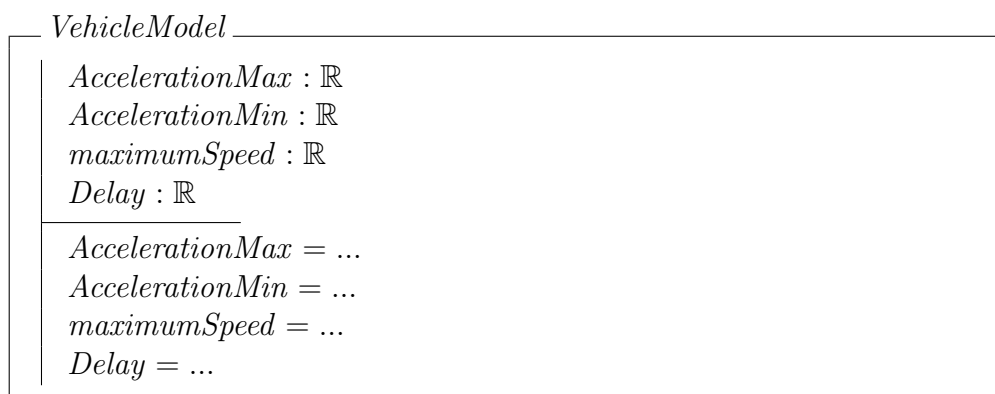 VehicleModel
AccelerationMax : ℝ
AccelerationMin : ℝ
maximumSpeed : ℝ
Delay : ℝ
AccelerationMax = ...
AccelerationMin = ...
maximumSpeed = ...
Delay = ...